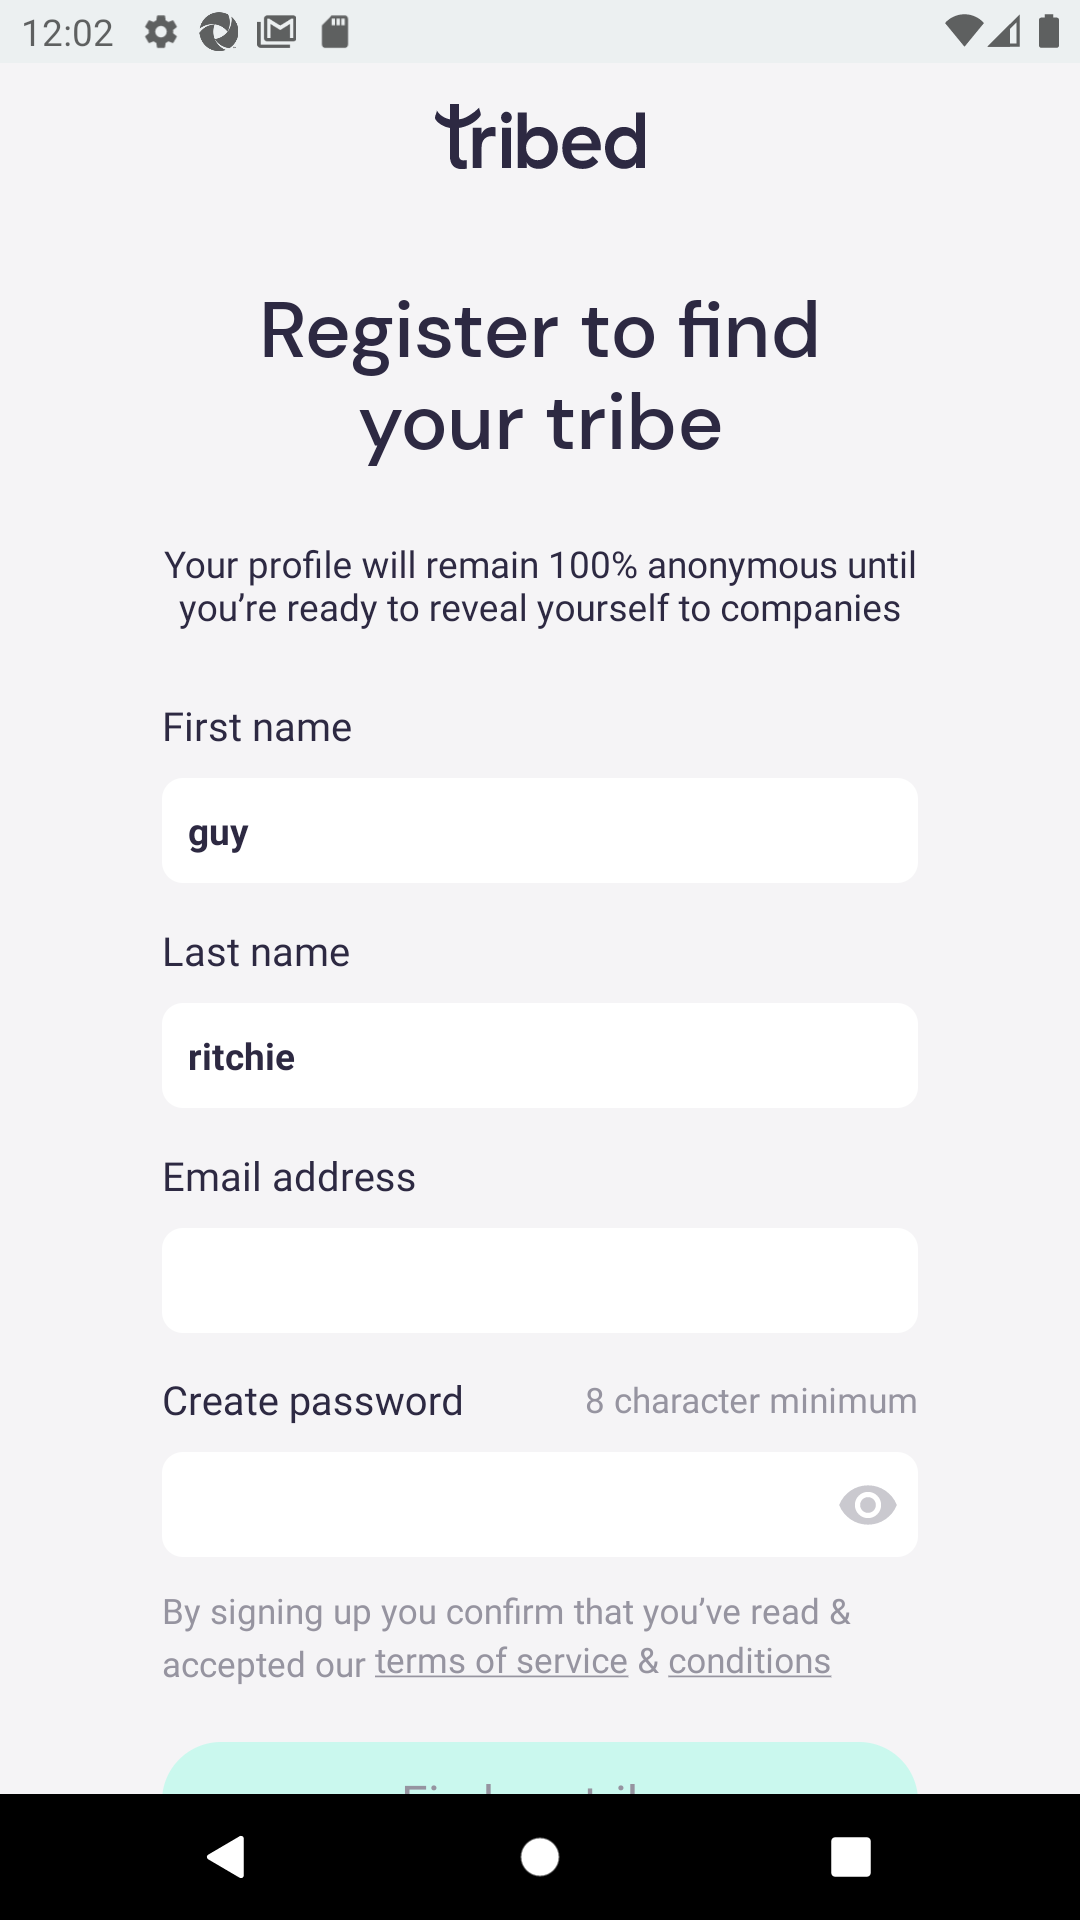 12:02
tribed
Register to find
your tribe
Your profile will remain 100% anonymous until
you’re ready to reveal yourself to companies
First name
guy
Last name
ritchie
Email address
Create password 8 character minimum
By signing up you confirm that you’ve read &
accepted our terms of service & conditions